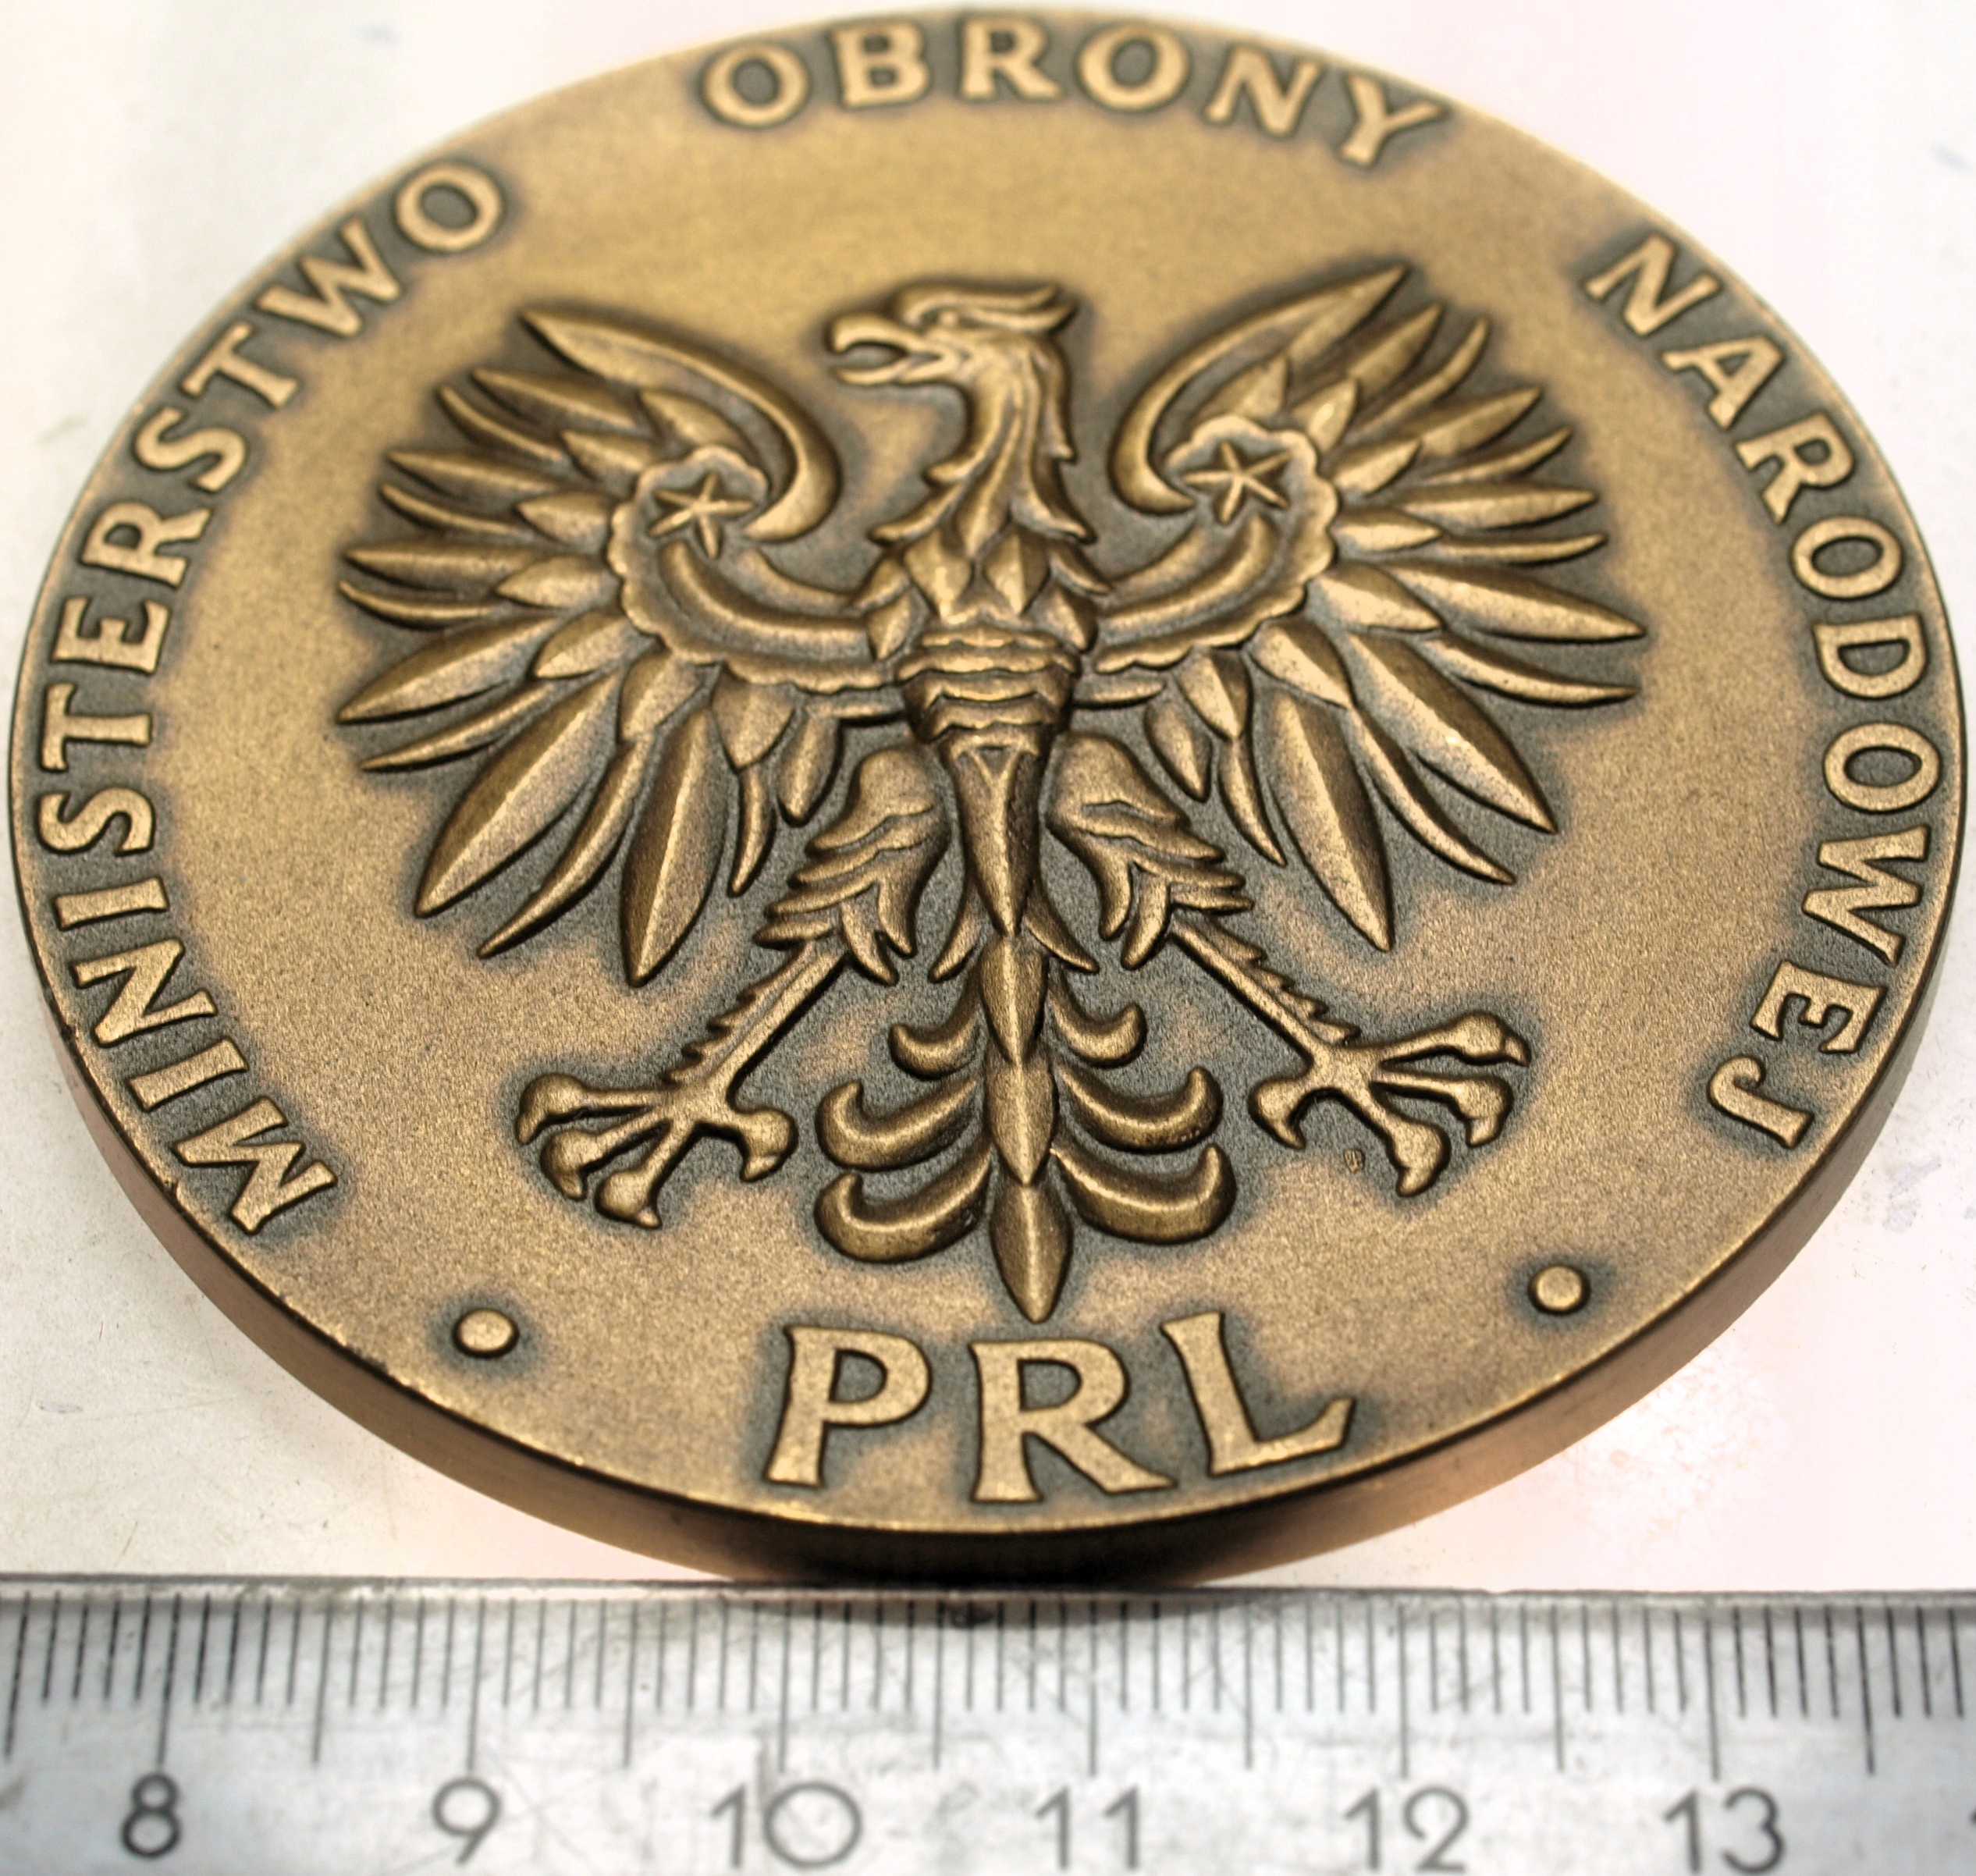 MINISTERSTWO OBRONY NARODOWEJ
PRL
8 9 10 11 12 13